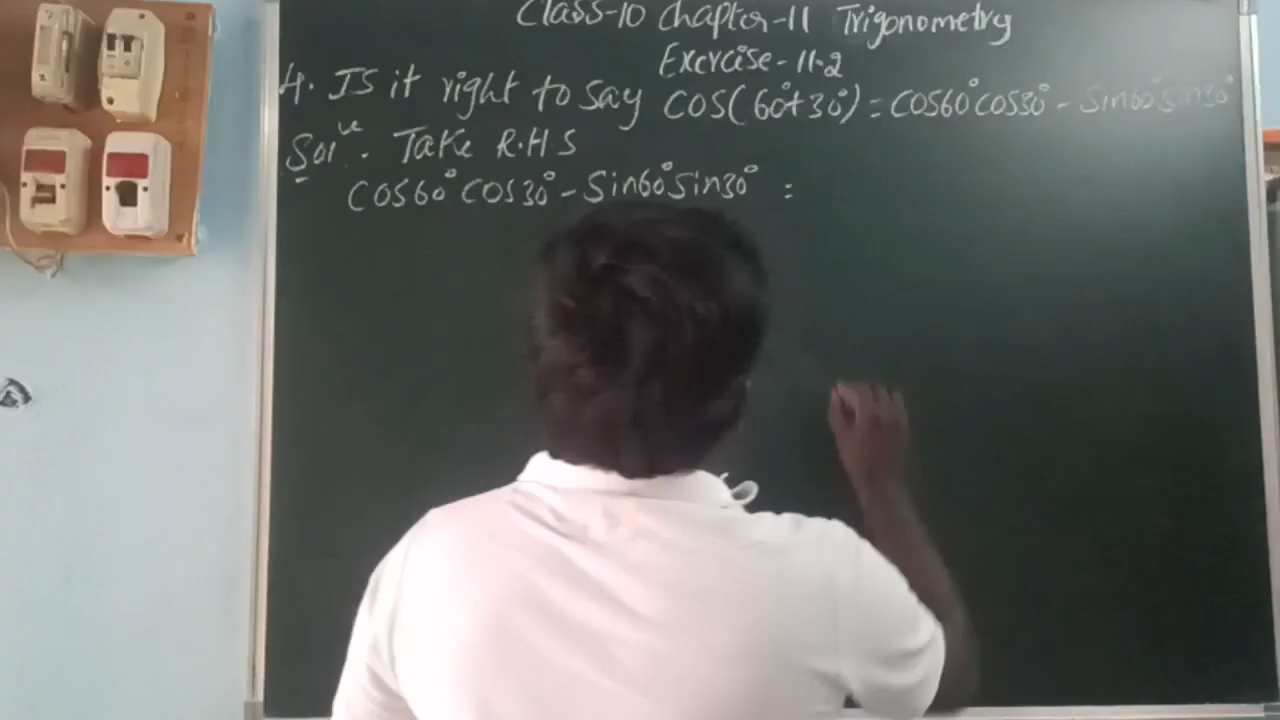 Class-10 Chapter-11 Trigonometry
Exercise-11.2
4. Is it right to say cos(60°+30°) = cos60°cos30° - sin60°sin30°
Sol. Take R.H.S
cos60° cos30° - sin60°sin30° =